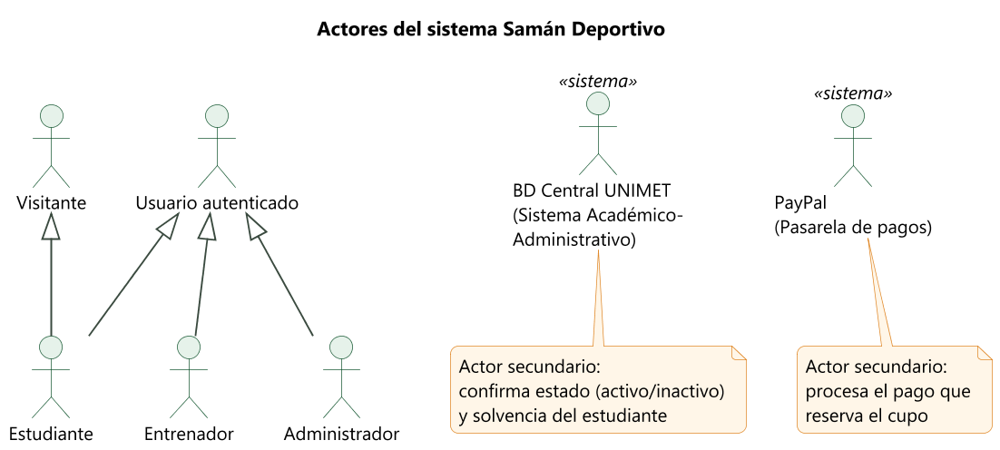 Actores del sistema Samán Deportivo
«sistema»
«sistema»
Visitante
Usuario autenticado
BD Central UNIMET
(Sistema Académico-
Administrativo)
PayPal
(Pasarela de pagos)
Estudiante
Entrenador
Administrador
Actor secundario:
confirma estado (activo/inactivo)
y solvencia del estudiante
Actor secundario:
procesa el pago que
reserva el cupo